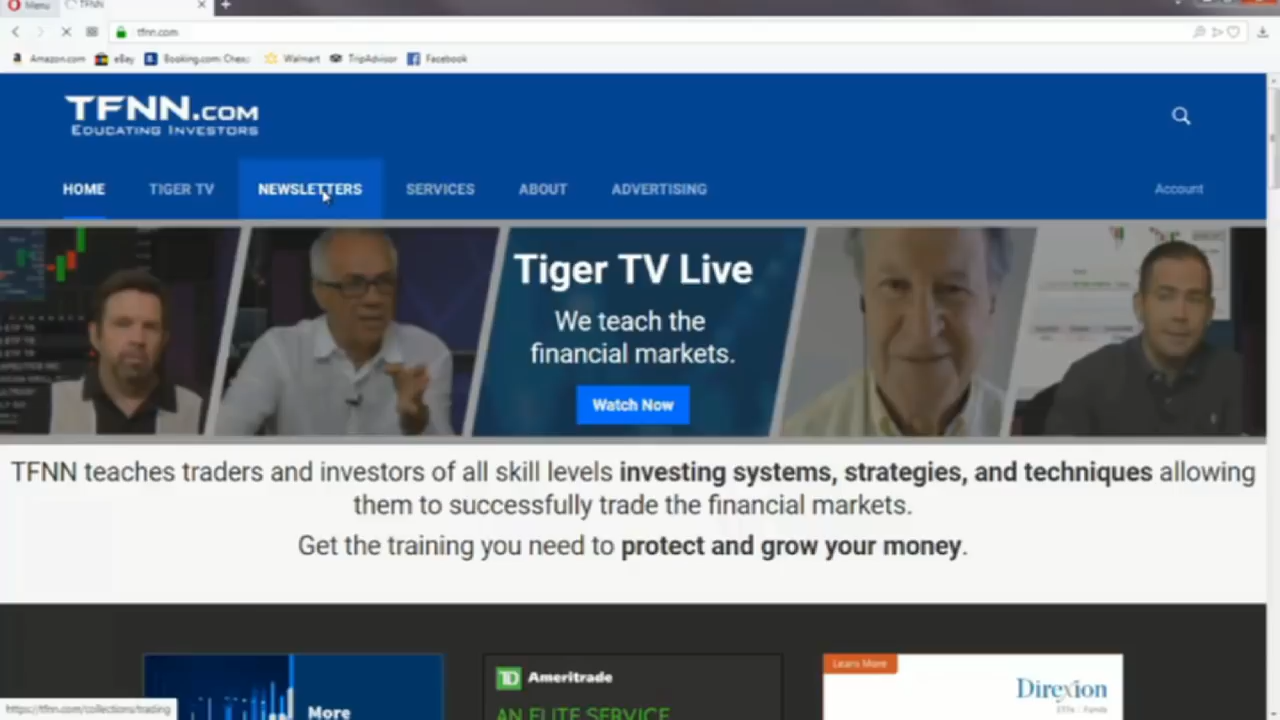 Menu
TFNN
tfnn.com
Amazon.com eBay Booking.com: Cheap Walmart TripAdvisor Facebook
TFNN.COM
EDUCATING INVESTORS
HOME TIGER TV NEWSLETTERS SERVICES ABOUT ADVERTISING Account
Tiger TV Live
We teach the
financial markets.
Watch Now
TFNN teaches traders and investors of all skill levels investing systems, strategies, and techniques allowing
them to successfully trade the financial markets.
Get the training you need to protect and grow your money.
More
TD Ameritrade
AN ELITE SERVICE
Learn More
Direxion
https://tfnn.com/collections/trading